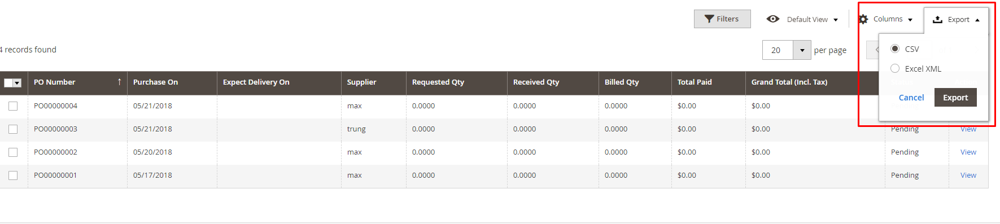 Filters Default View Columns Export
4 records found 20 per page
CSV
Excel XML
Cancel Export
PO Number Purchase On Expect Delivery On Supplier Requested Qty Received Qty Billed Qty Total Paid Grand Total (Incl. Tax)
PO00000004 05/21/2018 max 0.0000 0.0000 0.0000 $0.00 $0.00
PO00000003 05/21/2018 trung 0.0000 0.0000 0.0000 $0.00 $0.00 Pending View
PO00000002 05/20/2018 max 0.0000 0.0000 0.0000 $0.00 $0.00 Pending View
PO00000001 05/17/2018 max 0.0000 0.0000 0.0000 $0.00 $0.00 Pending View